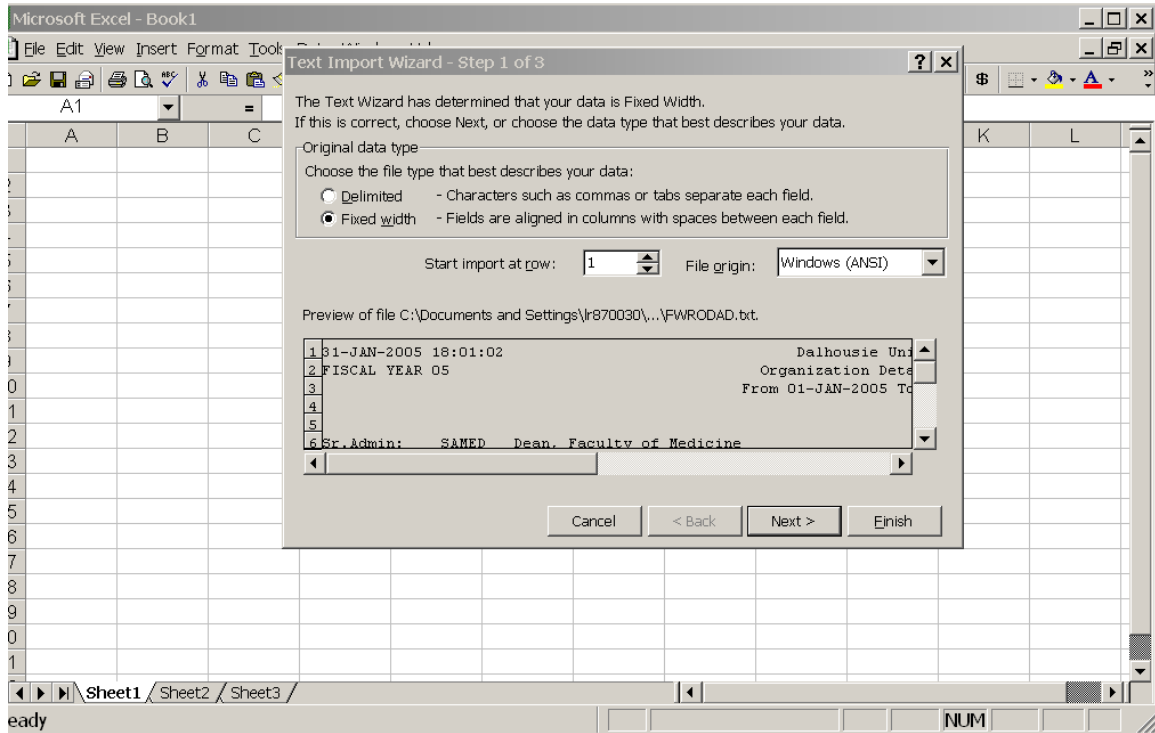 Microsoft Excel - Book1
File Edit View Insert Format Tools
A1 =
A B C K L
Text Import Wizard - Step 1 of 3
The Text Wizard has determined that your data is Fixed Width.
If this is correct, choose Next, or choose the data type that best describes your data.
Original data type
Choose the file type that best describes your data:
Delimited - Characters such as commas or tabs separate each field.
Fixed width - Fields are aligned in columns with spaces between each field.
Start import at row: 1 File origin: Windows (ANSI)
Preview of file C:\Documents and Settings\lr870030\...\FWRODAD.txt.
1 31-JAN-2005 18:01:02 Dalhousie Uni
2 FISCAL YEAR 05 Organization Deta
3 From 01-JAN-2005 To
4
5
6 Sr.Admin: SAMED Dean, Faculty of Medicine
Cancel < Back Next > Finish
Sheet1 Sheet2 Sheet3
eady NUM